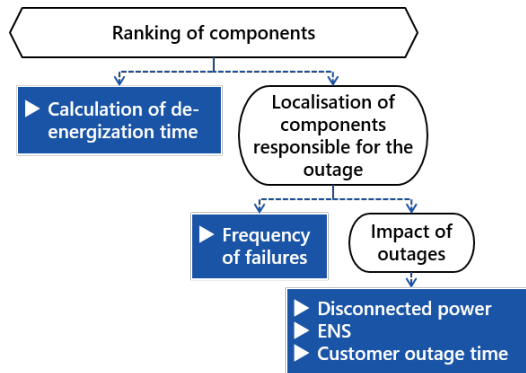 Ranking of components
Calculation of de-
energization time
Localisation of
components
responsible for the
outage
Frequency
of failures
Impact of
outages
Disconnected power
ENS
Customer outage time